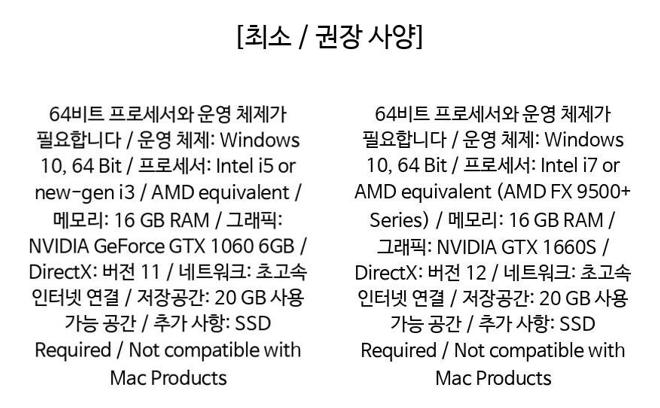 [최소 / 권장 사양]
64비트 프로세서와 운영 체제가
필요합니다 / 운영 체제: Windows
10, 64 Bit / 프로세서: Intel i5 or
new-gen i3 / AMD equivalent /
메모리: 16 GB RAM / 그래픽:
NVIDIA GeForce GTX 1060 6GB /
DirectX: 버전 11 / 네트워크: 초고속
인터넷 연결 / 저장공간: 20 GB 사용
가능 공간 / 추가 사항: SSD
Required / Not compatible with
Mac Products
64비트 프로세서와 운영 체제가
필요합니다 / 운영 체제: Windows
10, 64 Bit / 프로세서: Intel i7 or
AMD equivalent (AMD FX 9500+
Series) / 메모리: 16 GB RAM /
그래픽: NVIDIA GTX 1660S /
DirectX: 버전 12 / 네트워크: 초고속
인터넷 연결 / 저장공간: 20 GB 사용
가능 공간 / 추가 사항: SSD
Required / Not compatible with
Mac Products